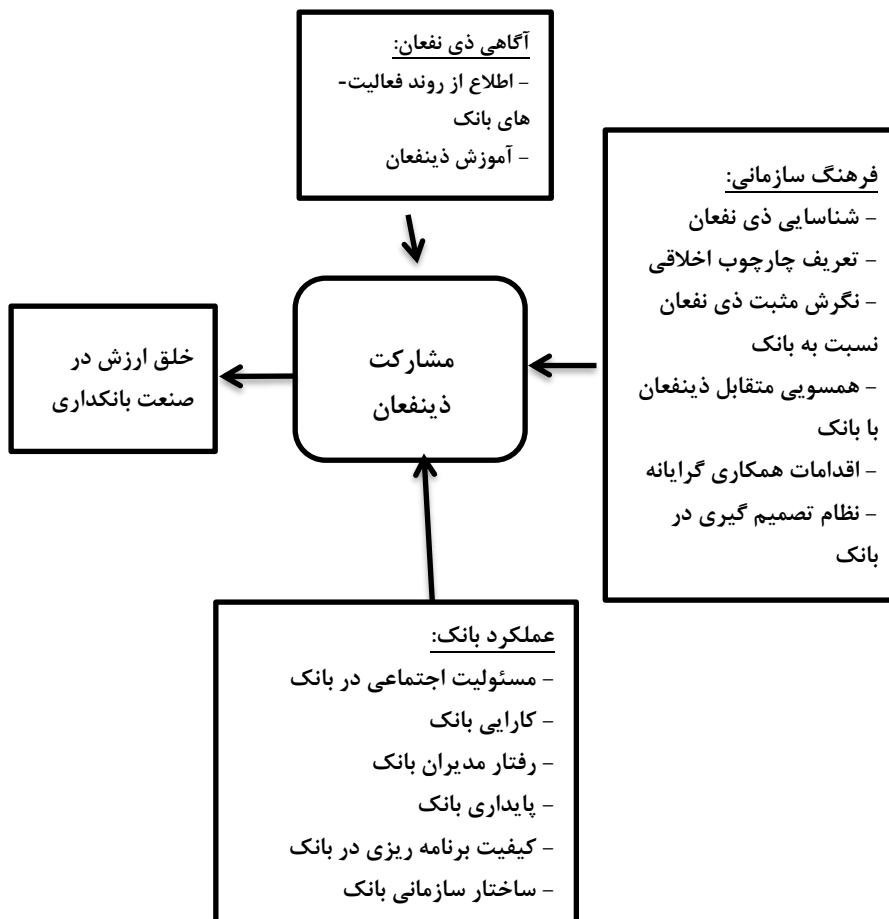 آگاهی ذی نفعان:
– اطلاع از روند فعالیت-
های بانک
– آموزش ذینفعان
فرهنگ سازمانی:
– شناسایی ذی نفعان
– تعریف چارچوب اخلاقی
– نگرش مثبت ذی نفعان
نسبت به بانک
– همسویی متقابل ذینفعان
با بانک
– اقدامات همکاری گرایانه
– نظام تصمیم گیری در
بانک
مشارکت
ذینفعان
خلق ارزش در
صنعت بانکداری
عملکرد بانک:
– مسئولیت اجتماعی در بانک
– کارایی بانک
– رفتار مدیران بانک
– پایداری بانک
– کیفیت برنامه ریزی در بانک
– ساختار سازمانی بانک